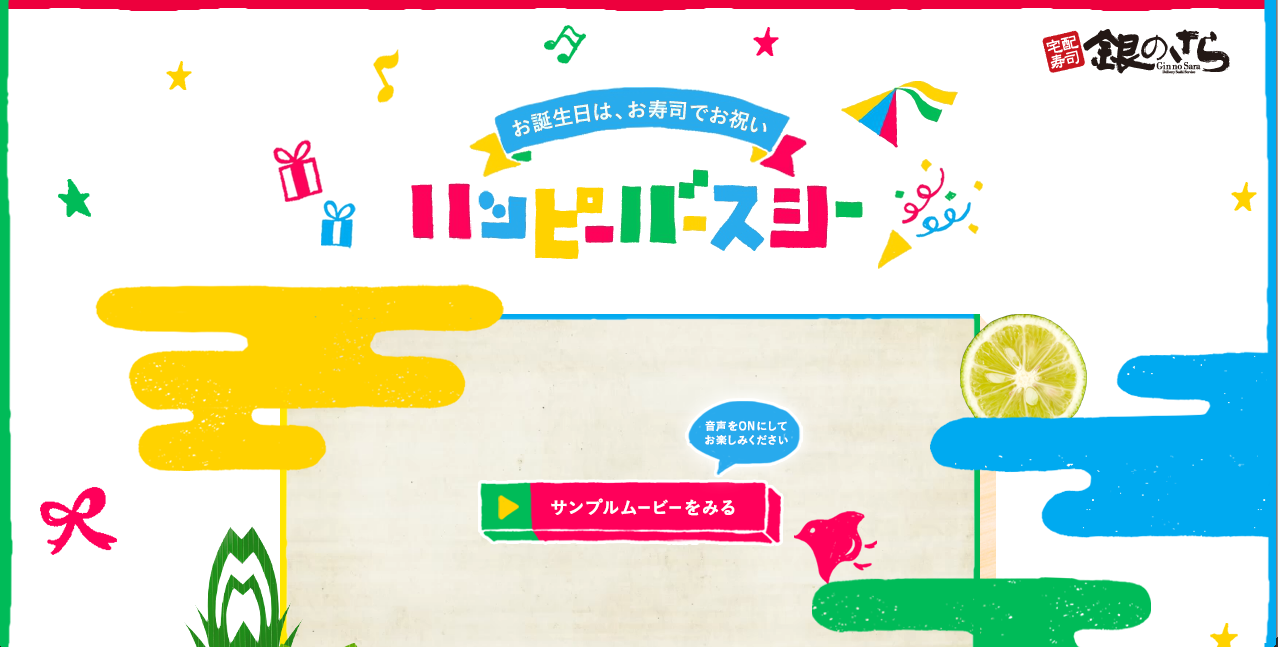 宅配
寿司
銀のさら
Gin no Sara
Delivery Sushi Service
お誕生日は、お寿司でお祝い
ハッピーバースシー
音声をONにして
お楽しみください
サンプルムービーをみる